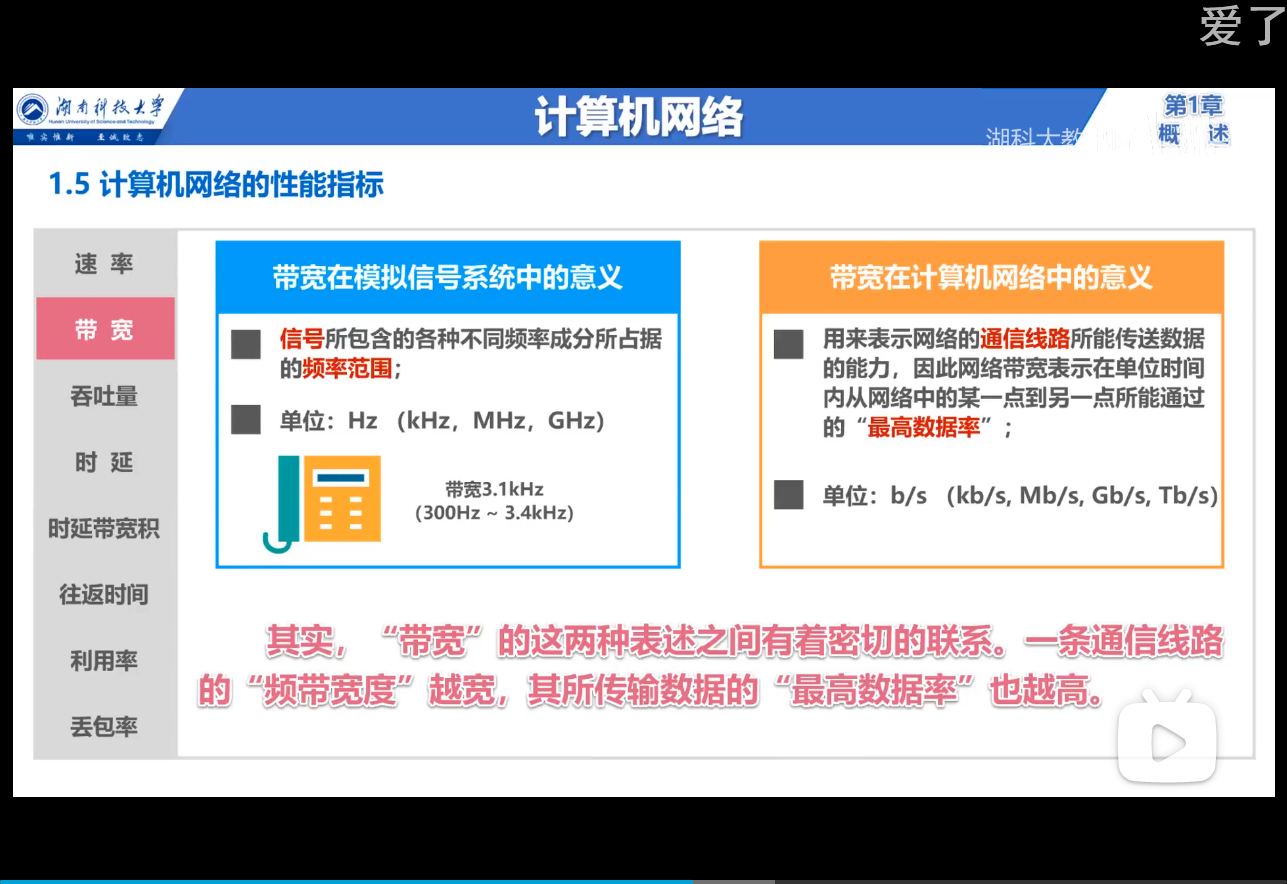 爱了
湖南科技大学
Hunan University of Science and Technology
唯实惟新 至诚致志
计算机网络
第1章
概 述
湖科大教
1.5 计算机网络的性能指标
速 率
带 宽
吞吐量
时 延
时延带宽积
往返时间
利用率
丢包率
带宽在模拟信号系统中的意义
信号所包含的各种不同频率成分所占据
的频率范围；
单位：Hz （kHz，MHz，GHz）
带宽3.1kHz
（300Hz ~ 3.4kHz）
带宽在计算机网络中的意义
用来表示网络的通信线路所能传送数据
的能力，因此网络带宽表示在单位时间
内从网络中的某一点到另一点所能通过
的“最高数据率”；
单位：b/s （kb/s, Mb/s, Gb/s, Tb/s）
其实，“带宽”的这两种表述之间有着密切的联系。一条通信线路
的“频带宽度”越宽，其所传输数据的“最高数据率”也越高。